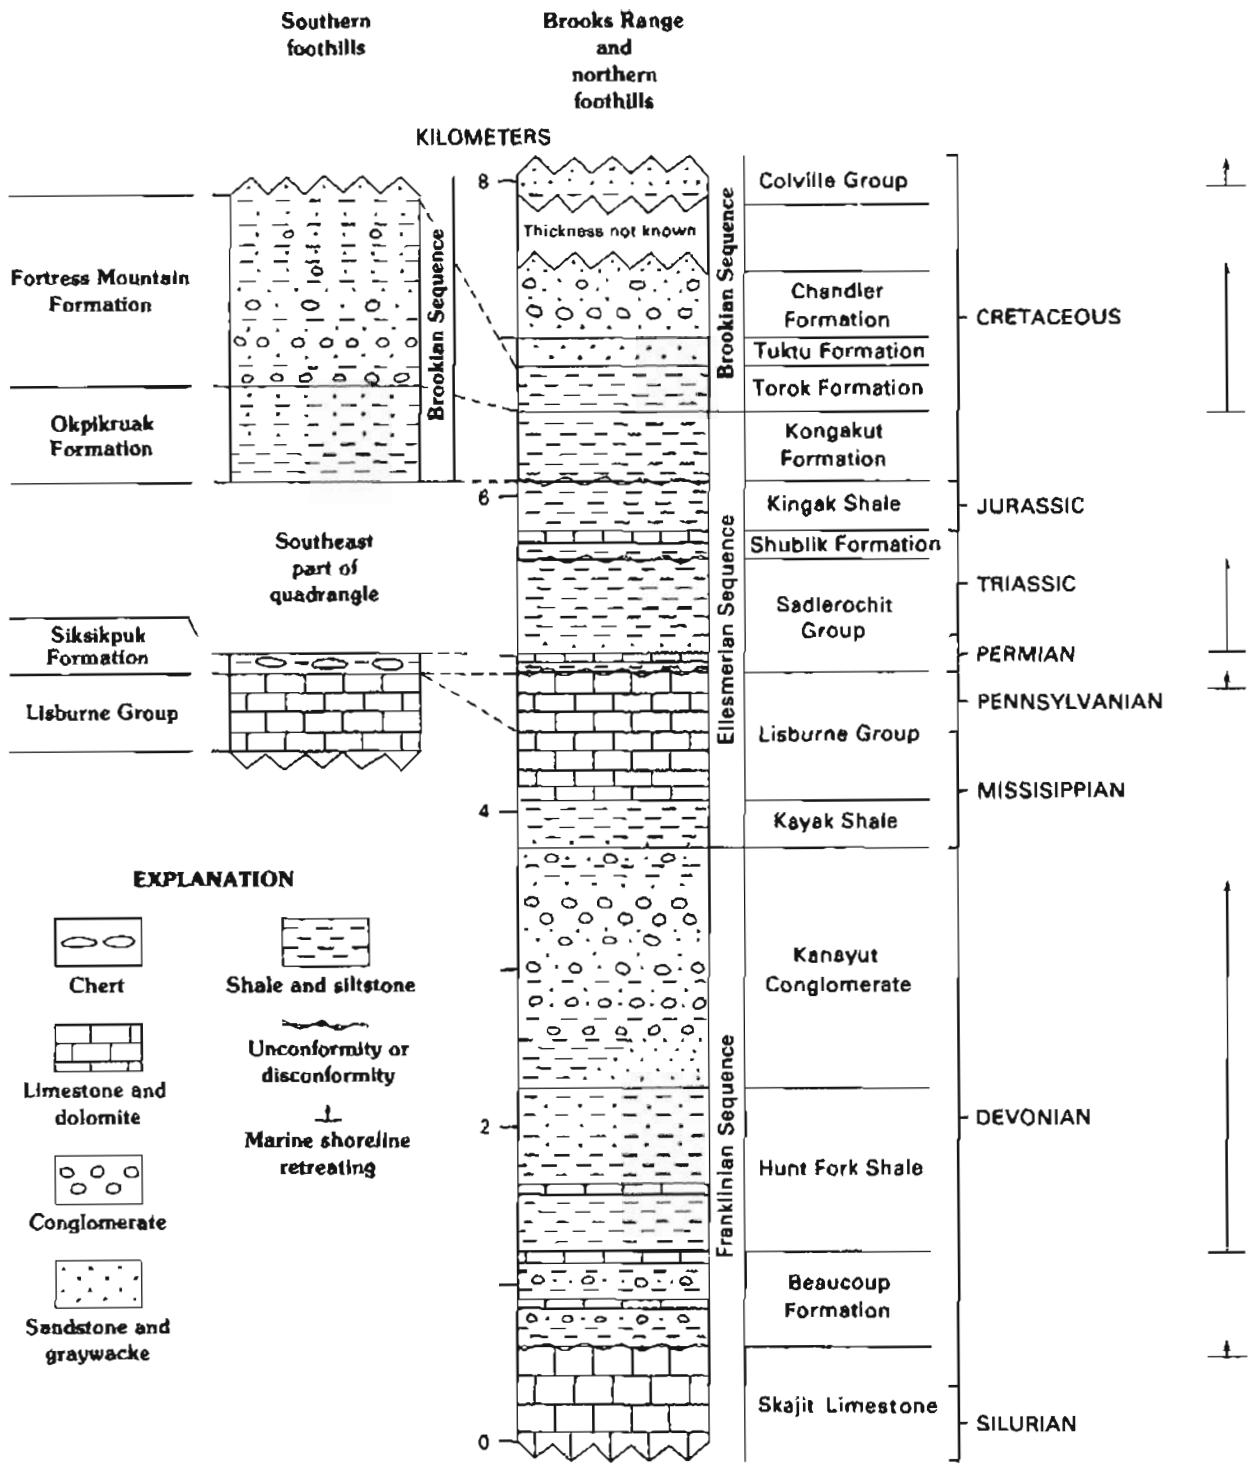 Southern
foothills
Brooks Range
and
northern
foothills
KILOMETERS
8
6
4
2
0
Fortress Mountain
Formation
Okpikruak
Formation
Brookian Sequence
Southeast
part of
quadrangle
Siksikpuk
Formation
Lisburne Group
Thickness not known
Brookian Sequence
Ellesmerian Sequence
Franklinian Sequence
Colville Group
Chandler
Formation
Tuktu Formation
Torok Formation
Kongakut
Formation
Kingak Shale
Shublik Formation
Sadlerochit
Group
Lisburne Group
Kayak Shale
Kanayut
Conglomerate
Hunt Fork Shale
Beaucoup
Formation
Skajit Limestone
CRETACEOUS
JURASSIC
TRIASSIC
PERMIAN
PENNSYLVANIAN
MISSISIPPIAN
DEVONIAN
SILURIAN
EXPLANATION
Chert
Limestone and
dolomite
Conglomerate
Sandstone and
graywacke
Shale and siltstone
Unconformity or
disconformity
Marine shoreline
retreating